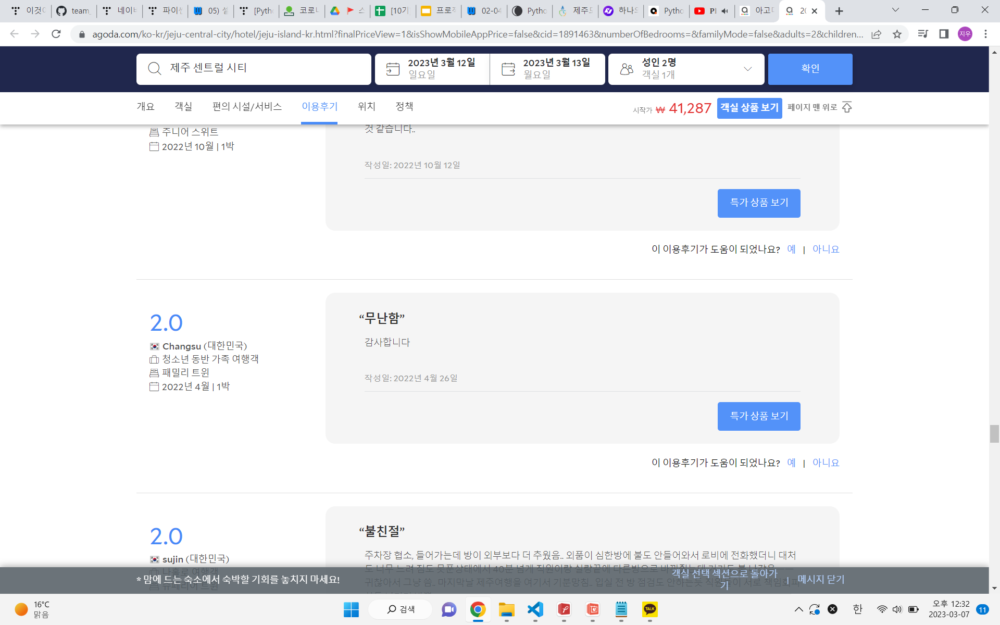 이것이
team_
네이버
05)
[Pytho
코로나
[10기]
프로젝
02-04
Pytho
제주도
하나의
Pytho
아고다
agoda.com/ko-kr/jeju-central-city/hotel/jeju-island-kr.html?finalPriceView=1&isShowMobileAppPrice=false&cid=1891463&numberOfBedrooms=&familyMode=false&adults=2&children...
지우
제주 센트럴 시티
2023년 3월 12일
일요일
2023년 3월 13일
월요일
성인 2명
객실 1개
확인
개요 객실 편의 시설/서비스 이용후기 위치 정책
시작가 ₩ 41,287 객실 상품 보기 페이지 맨 위로
주니어 스위트
2022년 10월 | 1박
것 같습니다..
작성일: 2022년 10월 12일
특가 상품 보기
이 이용후기가 도움이 되었나요? 예 | 아니요
2.0
Changsu (대한민국)
청소년 동반 가족 여행객
패밀리 트윈
2022년 4월 | 1박
“무난함”
감사합니다
작성일: 2022년 4월 26일
특가 상품 보기
이 이용후기가 도움이 되었나요? 예 | 아니요
2.0
sujin (대한민국)
나홀로 여행객
슈페리어 트윈
“불친절”
주차장 협소, 들어가는데 방이 외부보다 더 추웠음.. 외품이 심한방에 불도 안들어와서 로비에 전화했더니 대처
도 너무 느려 짐도 못푼상태에서 40분 넘게 직원이랑 실랑끝에 다른방으로
귀찮아서 그냥 씀.. 마지막날 제주여행을 여기서 기분망침.. 입실 전 방 점검도 안하는듯 직원들이 서로 책임회피
* 맘에 드는 숙소에서 숙박할 기회를 놓치지 마세요!
객실 선택 섹션으로 돌아가
기
| 메시지 닫기
16°C
맑음
검색
TALK
한
오후 12:32
2023-03-07
11